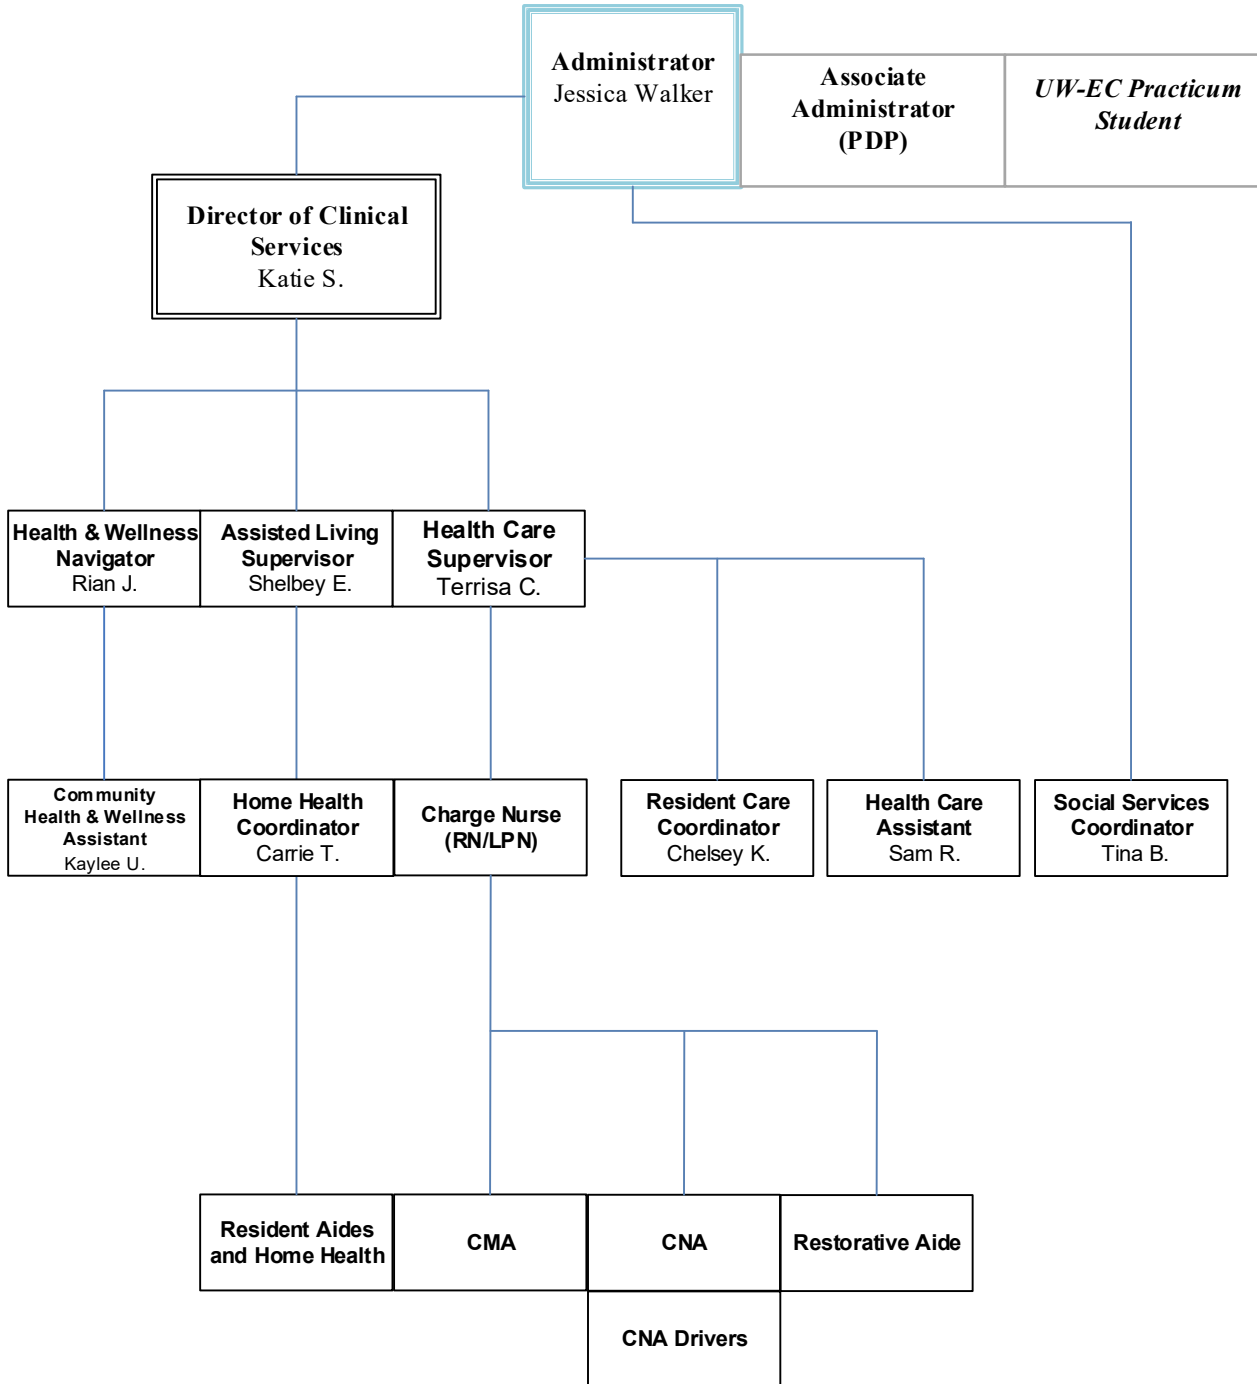 Administrator
Jessica Walker
Associate
Administrator
(PDP)
UW-EC Practicum
Student
Director of Clinical
Services
Katie S.
Health & Wellness
Navigator
Rian J.
Assisted Living
Supervisor
Shelbey E.
Health Care
Supervisor
Terrisa C.
Community
Health & Wellness
Assistant
Kaylee U.
Home Health
Coordinator
Carrie T.
Charge Nurse
(RN/LPN)
Resident Care
Coordinator
Chelsey K.
Health Care
Assistant
Sam R.
Social Services
Coordinator
Tina B.
Resident Aides
and Home Health
CMA
CNA
Restorative Aide
CNA Drivers